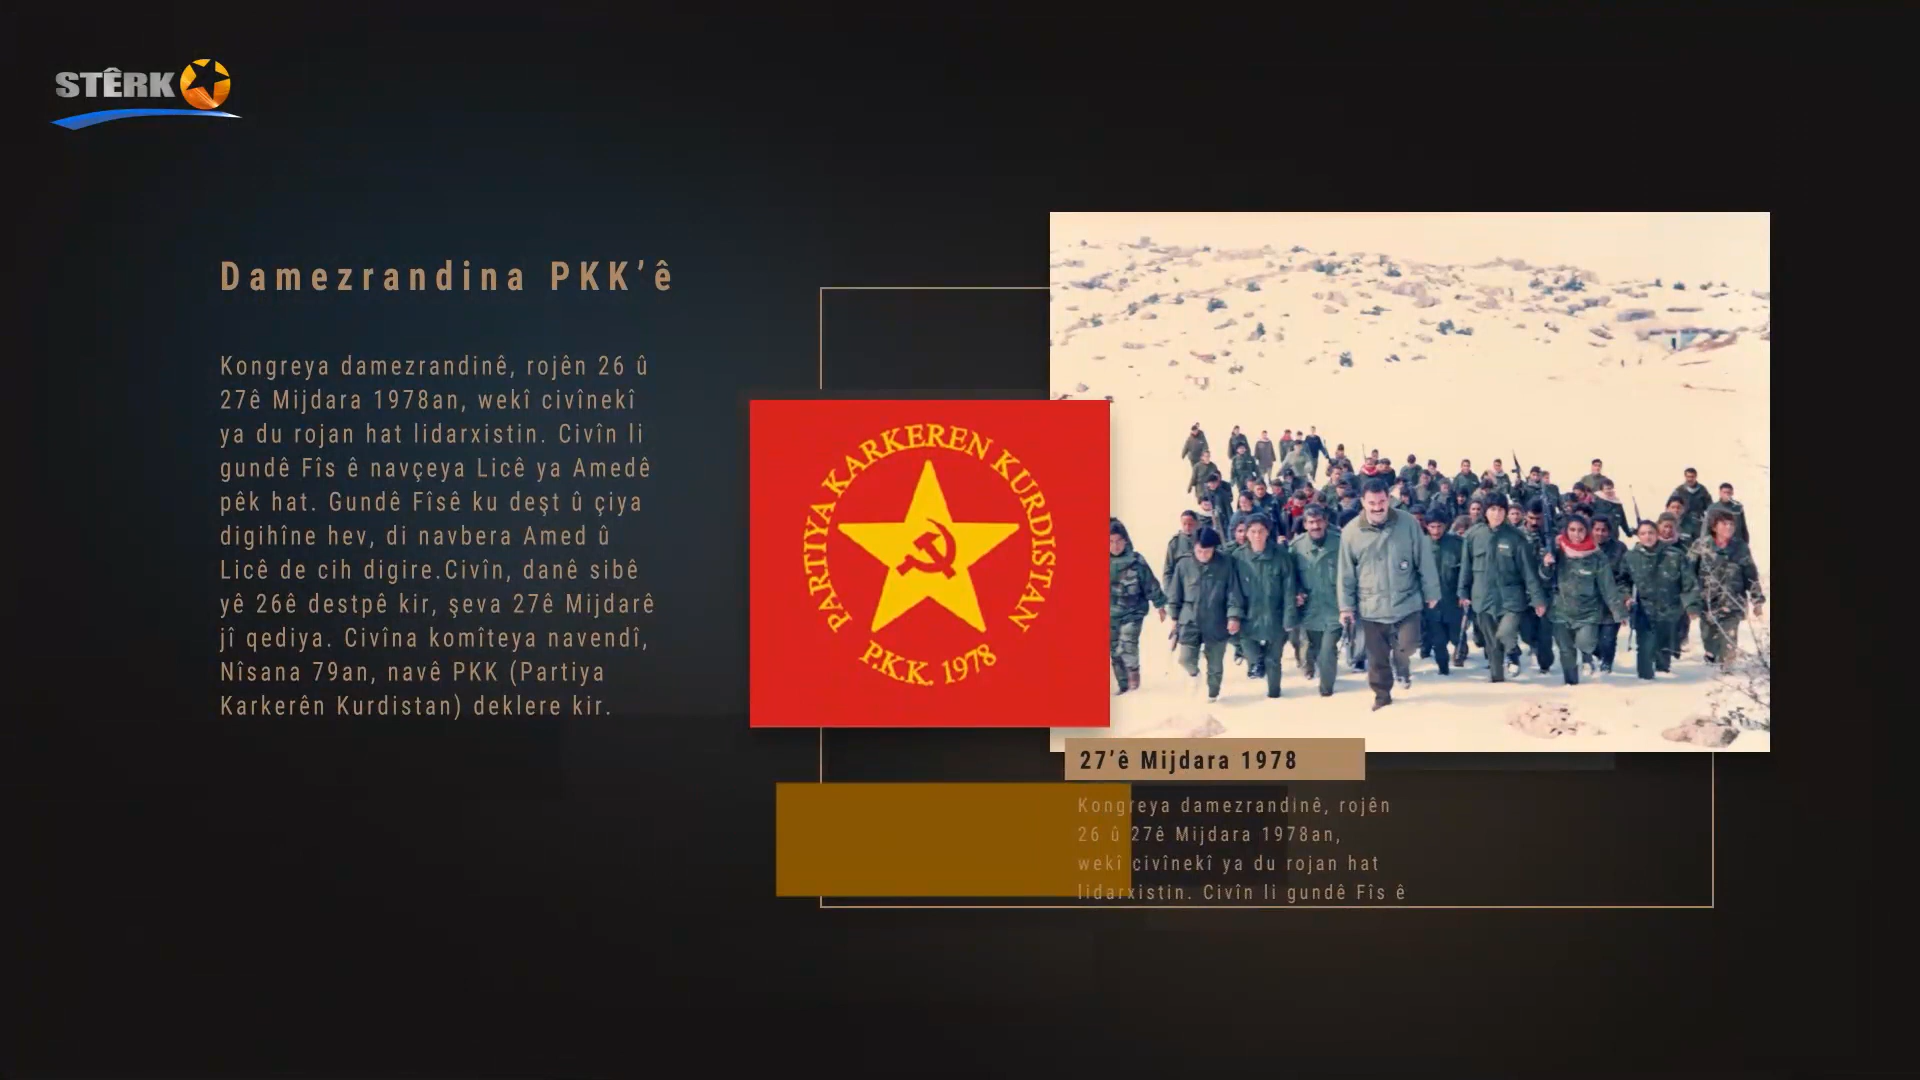 STÊRK
Damezrandina PKK’ê
Kongreya damezrandinê, rojên 26 û
27ê Mijdara 1978an, wekî civînekî
ya du rojan hat lidarxistin. Civîn li
gundê Fîs ê navçeya Licê ya Amedê
pêk hat. Gundê Fîsê ku deşt û çiya
digihîne hev, di navbera Amed û
Licê de cih digire.Civîn, danê sibê
yê 26ê destpê kir, şeva 27ê Mijdarê
jî qediya. Civîna komîteya navendî,
Nîsana 79an, navê PKK (Partiya
Karkerên Kurdistan) deklere kir.
PARTIYA KARKEREN KURDISTAN
P.K.K. 1978
27’ê Mijdara 1978
Kongreya damezrandinê, rojên
26 û 27ê Mijdara 1978an,
wekî civînekî ya du rojan hat
lidarxistin. Civîn li gundê Fîs ê